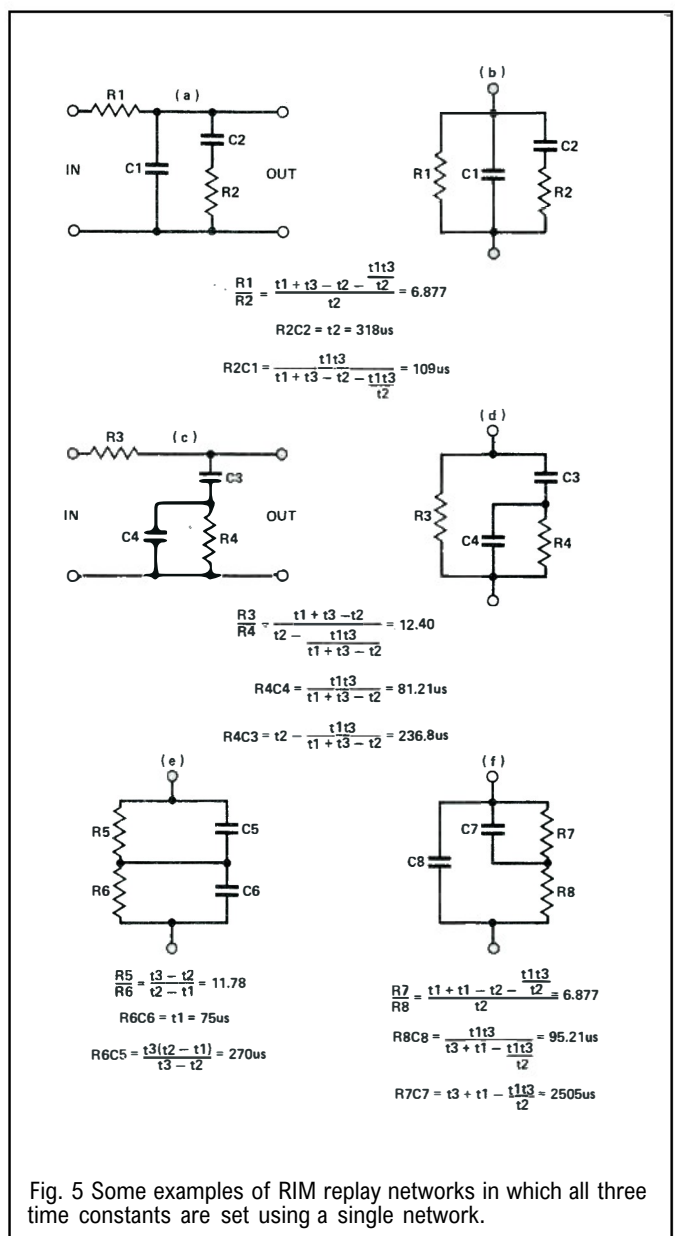 (a)
R1
C1
C2
R2
IN
OUT
(b)
R1
C1
C2
R2
R1/R2 = (t1 + t3 − t2 − t1t3/t2)/t2 = 6.877
R2C2 = t2 = 318us
R2C1 = t1t3/(t1 + t3 − t2 − t1t3/t2) = 109us
(c)
R3
C3
C4
R4
IN
OUT
(d)
R3
C3
C4
R4
R3/R4 = (t1 + t3 − t2)/(t2 − t1t3/(t1 + t3 − t2)) = 12.40
R4C4 = t1t3/(t1 + t3 − t2) = 81.21us
R4C3 = t2 − t1t3/(t1 + t3 − t2) = 236.8us
(e)
R5
C5
R6
C6
R5/R6 = (t3 − t2)/(t2 − t1) = 11.78
R6C6 = t1 = 75us
R6C5 = t3(t2 − t1)/(t3 − t2) = 270us
(f)
C7
R7
C8
R8
R7/R8 = (t1 + t1 − t2 − t1t3/t2)/t2 = 6.877
R8C8 = t1t3/(t3 + t1 − t1t3/t2) = 95.21us
R7C7 = t3 + t1 − t1t3/t2 = 2505us
Fig. 5 Some examples of RIM replay networks in which all three
time constants are set using a single network.